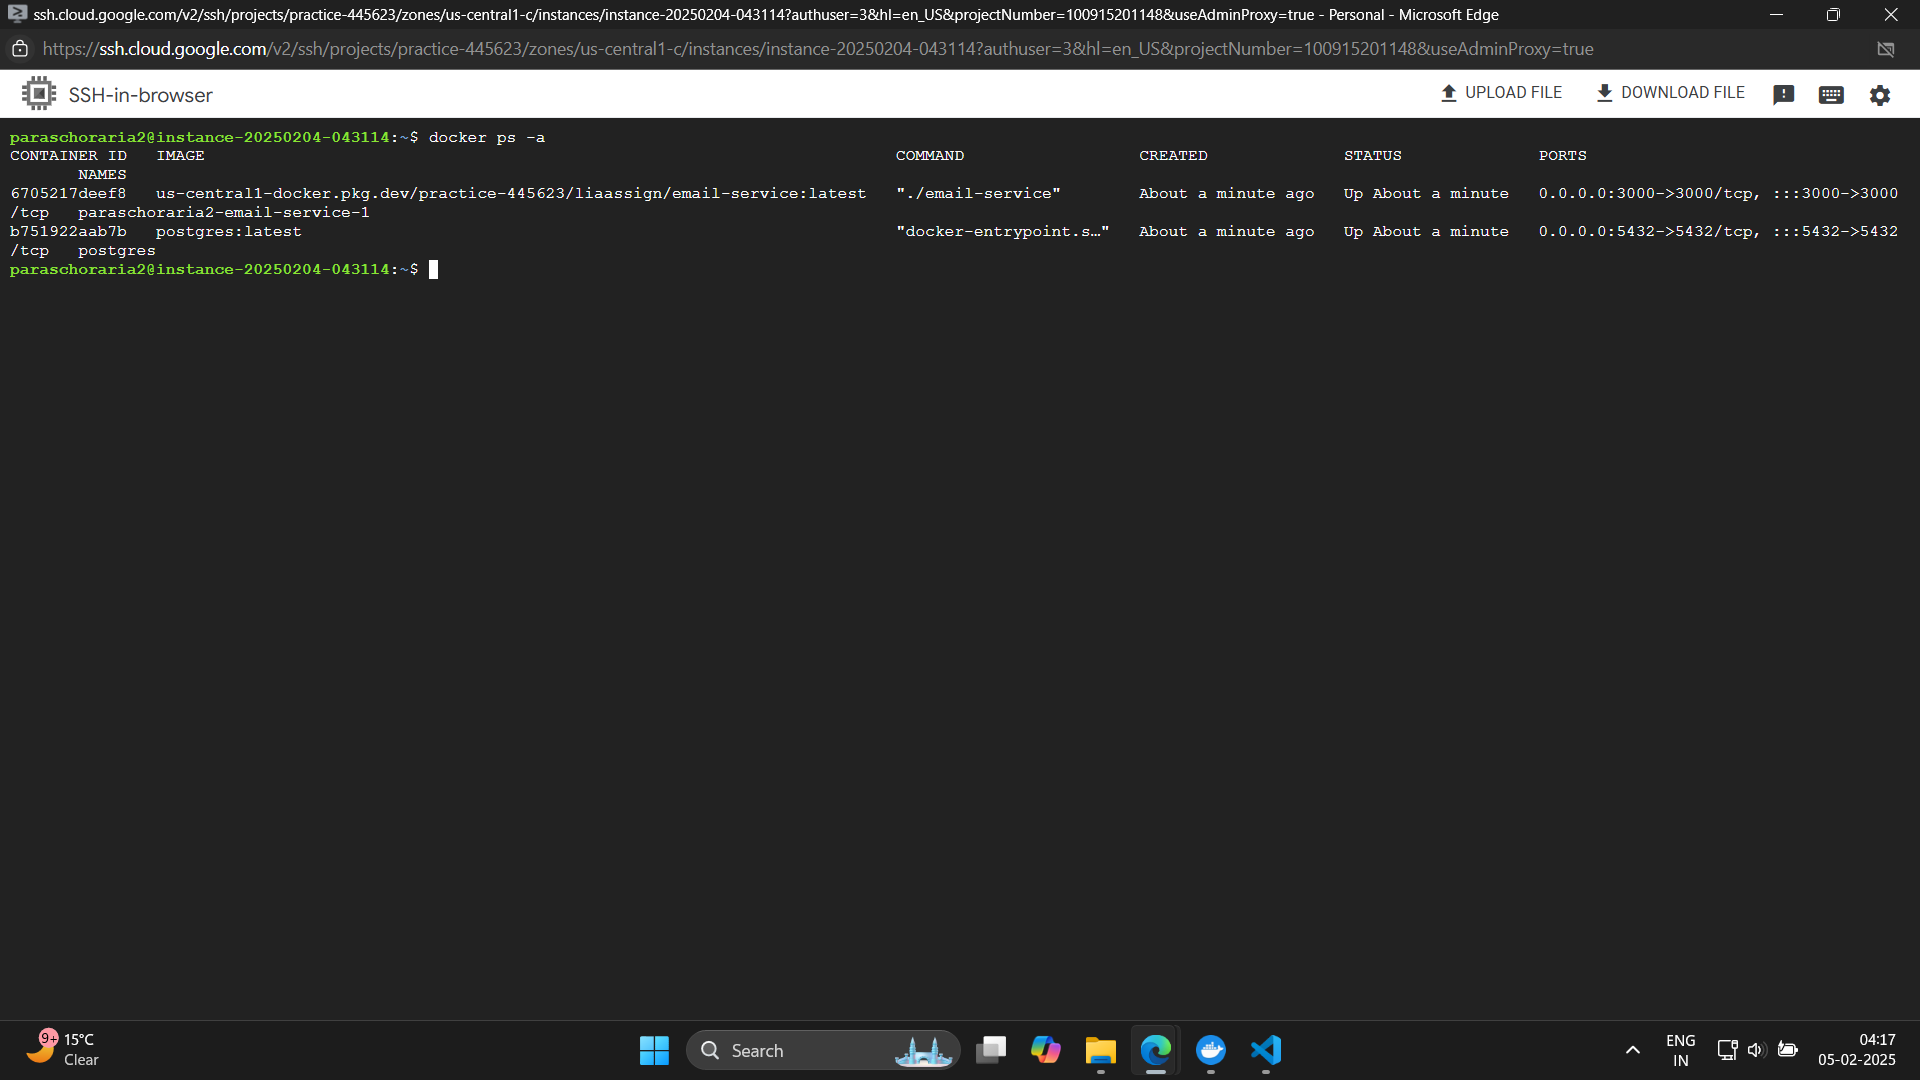 ssh.cloud.google.com/v2/ssh/projects/practice-445623/zones/us-central1-c/instances/instance-20250204-043114?authuser=3&hl=en_US&projectNumber=100915201148&useAdminProxy=true - Personal - Microsoft Edge
https://ssh.cloud.google.com/v2/ssh/projects/practice-445623/zones/us-central1-c/instances/instance-20250204-043114?authuser=3&hl=en_US&projectNumber=100915201148&useAdminProxy=true
SSH-in-browser
UPLOAD FILE
DOWNLOAD FILE
paraschoraria2@instance-20250204-043114:~$ docker ps -a
CONTAINER ID   IMAGE   COMMAND   CREATED   STATUS   PORTS
NAMES
6705217deef8   us-central1-docker.pkg.dev/practice-445623/liaassign/email-service:latest   "./email-service"   About a minute ago   Up About a minute   0.0.0.0:3000->3000/tcp, :::3000->3000
/tcp   paraschoraria2-email-service-1
b751922aab7b   postgres:latest   "docker-entrypoint.s…"   About a minute ago   Up About a minute   0.0.0.0:5432->5432/tcp, :::5432->5432
/tcp   postgres
paraschoraria2@instance-20250204-043114:~$
9+
15°C
Clear
Search
ENG
IN
04:17
05-02-2025